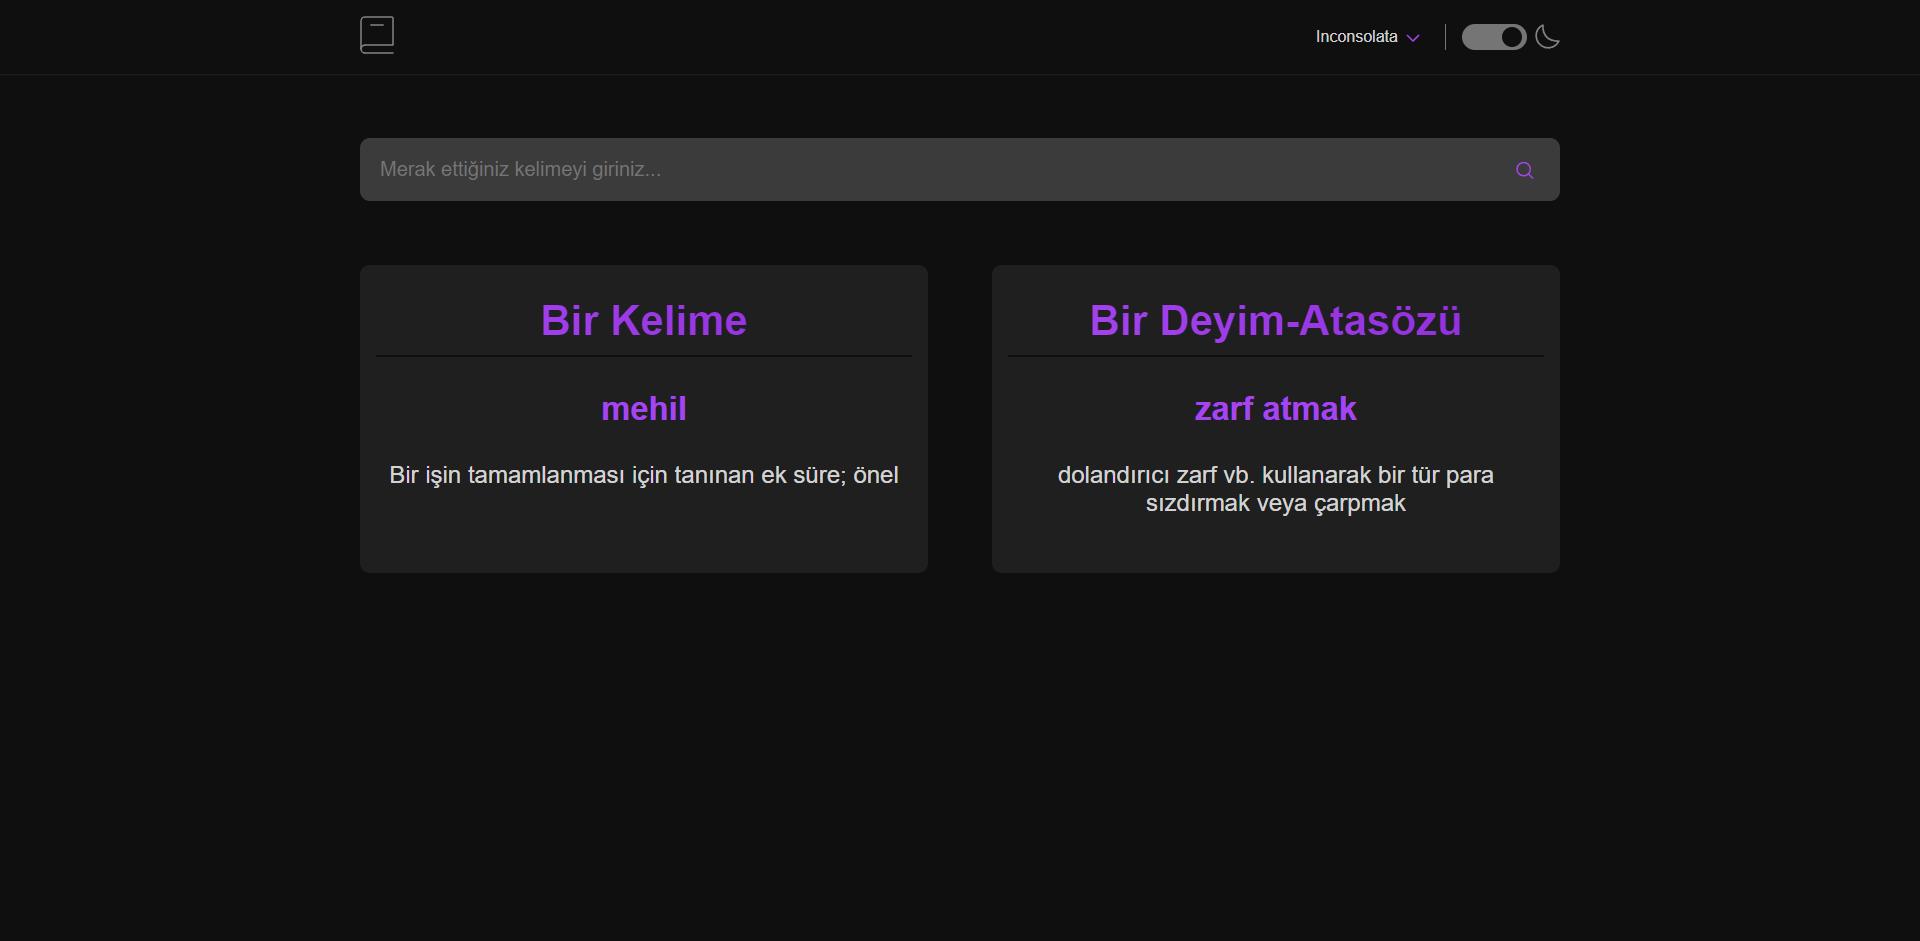 Inconsolata
Merak ettiğiniz kelimeyi giriniz...
Bir Kelime
mehil
Bir işin tamamlanması için tanınan ek süre; önel
Bir Deyim-Atasözü
zarf atmak
dolandırıcı zarf vb. kullanarak bir tür para
sızdırmak veya çarpmak